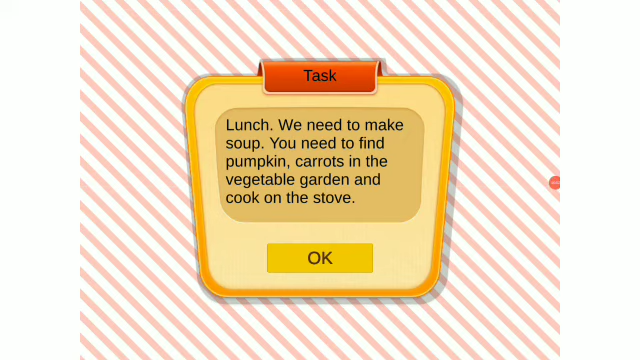 Task
Lunch. We need to make
soup. You need to find
pumpkin, carrots in the
vegetable garden and
cook on the stove.
OK